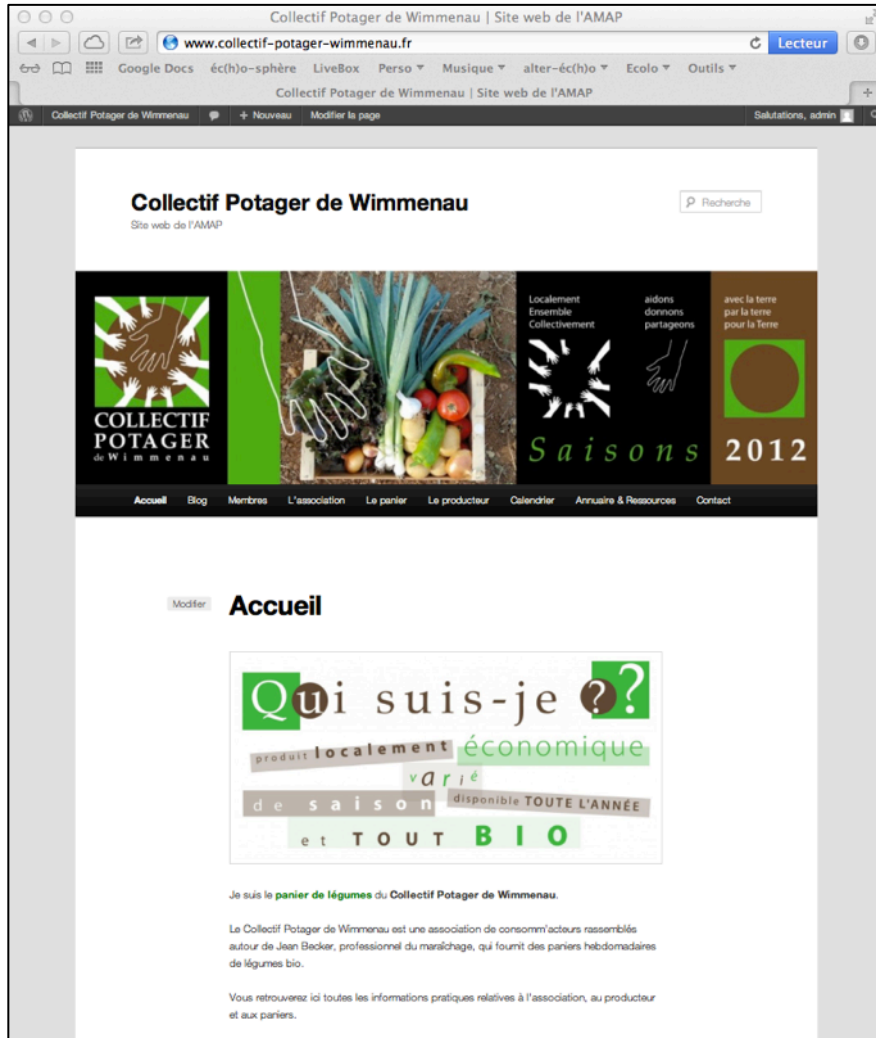 Collectif Potager de Wimmenau | Site web de l'AMAP
www.collectif-potager-wimmenau.fr
Lecteur
Google Docs éc(h)o-sphère LiveBox Perso Musique alter-éc(h)o Ecolo Outils
Collectif Potager de Wimmenau | Site web de l'AMAP
Collectif Potager de Wimmenau + Nouveau Modifier la page Salutations, admin
Collectif Potager de Wimmenau
Site web de l'AMAP
Recherche
Localement aidons avec la terre
Ensemble donnons par la terre
Collectivement partageons pour la Terre
COLLECTIF
POTAGER
de Wimmenau
Saisons 2012
Accueil Blog Membres L'association Le panier Le producteur Calendrier Annuaire & Ressources Contact
Modifier
Accueil
Qui suis-je ??
produit localement économique
varié
de saison disponible TOUTE L'ANNÉE
et TOUT BIO
Je suis le panier de légumes du Collectif Potager de Wimmenau.
Le Collectif Potager de Wimmenau est une association de consomm'acteurs rassemblés
autour de Jean Becker, professionnel du maraîchage, qui fournit des paniers hebdomadaires
de légumes bio.
Vous retrouverez ici toutes les informations pratiques relatives à l'association, au producteur
et aux paniers.